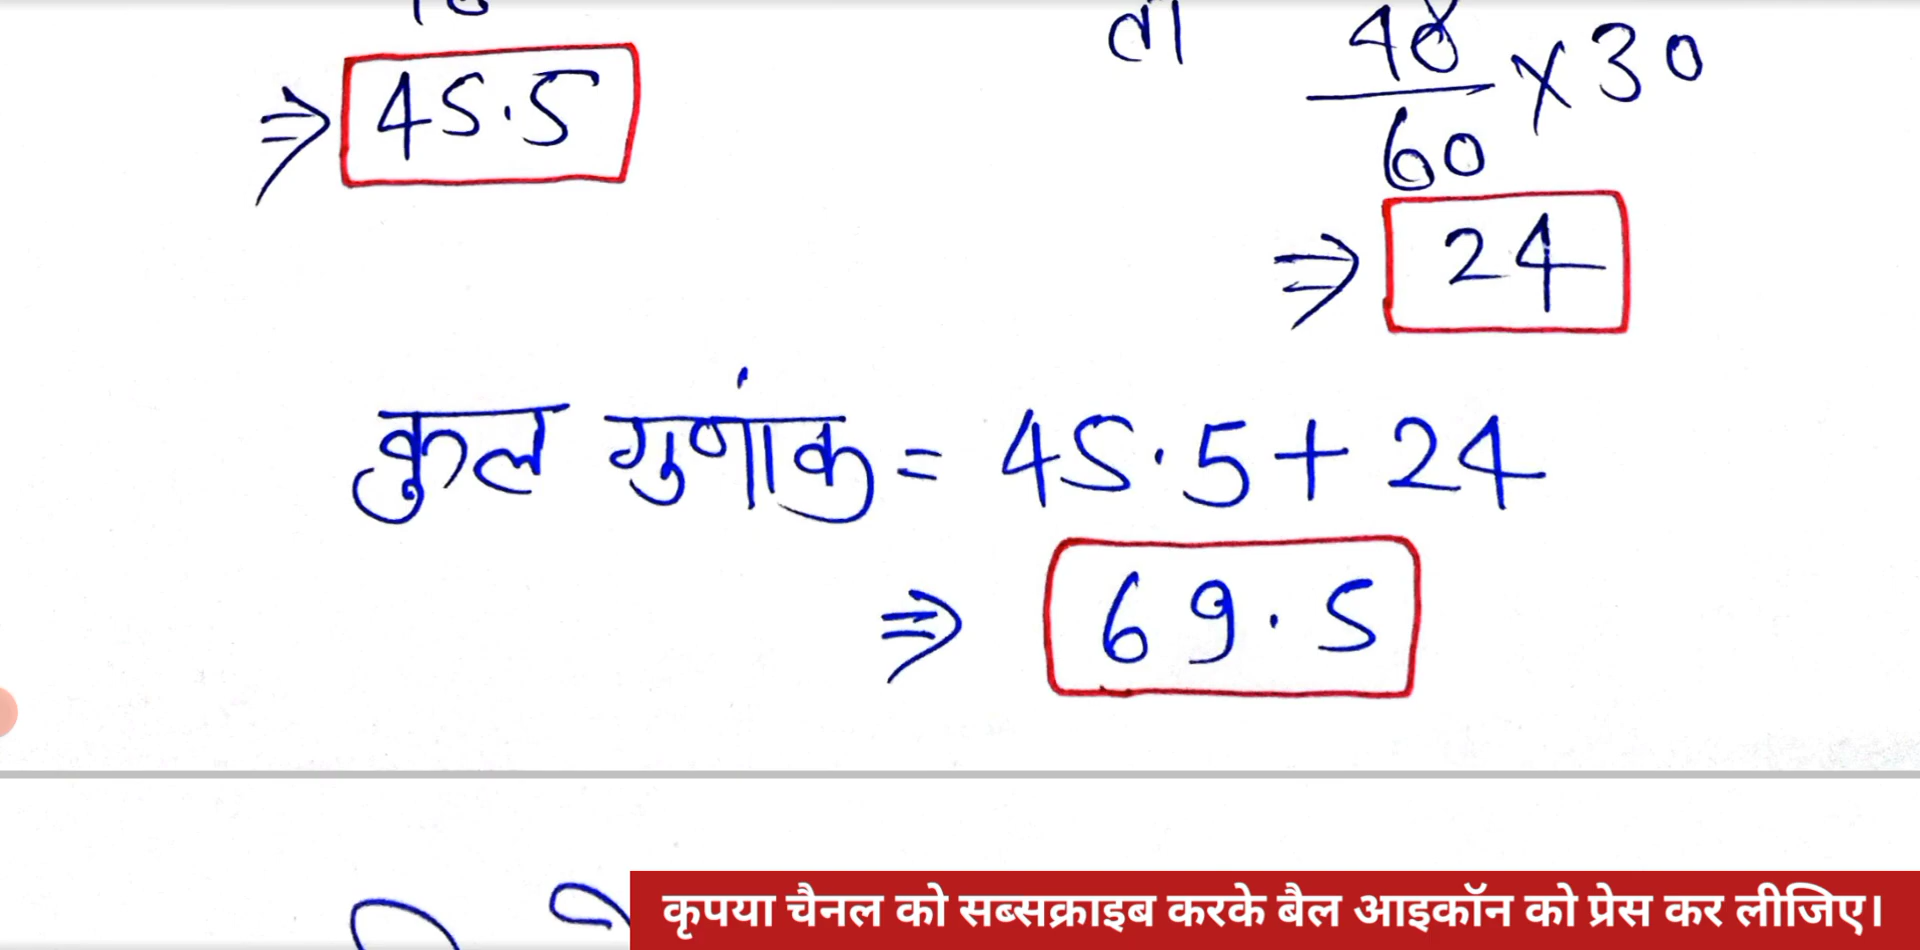 ⇒ 45.5
तो 48/60 × 30
⇒ 24
कुल गुणांक = 45.5 + 24
⇒ 69.5
कृपया चैनल को सब्सक्राइब करके बैल आइकॉन को प्रेस कर लीजिए।